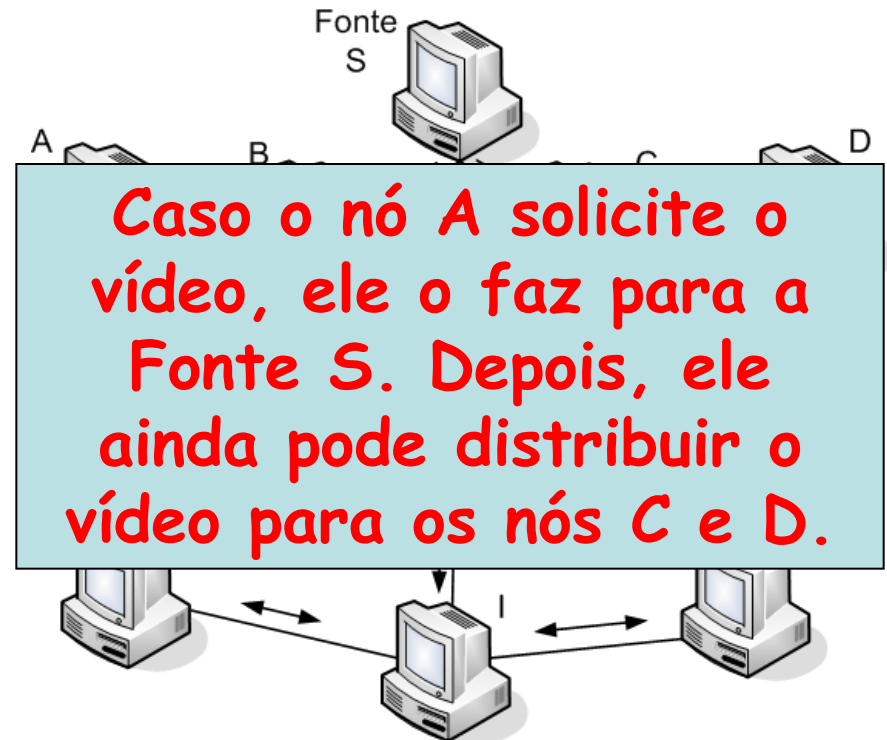 Fonte
S
A
B
C
D
Caso o nó A solicite o
vídeo, ele o faz para a
Fonte S. Depois, ele
ainda pode distribuir o
vídeo para os nós C e D.
I